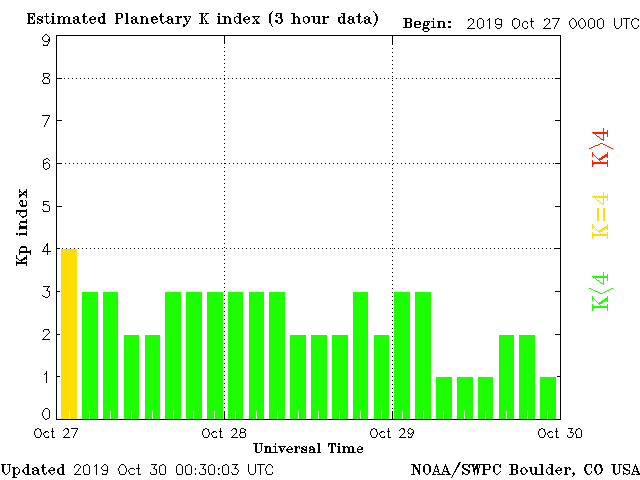 Estimated Planetary K index (3 hour data) Begin: 2019 Oct 27 0000 UTC
9
8
7
6
5
4
3
2
1
0
Kp index
K>4
K=4
K<4
Oct 27 Oct 28 Oct 29 Oct 30
Universal Time
Updated 2019 Oct 30 00:30:03 UTC NOAA/SWPC Boulder, CO USA